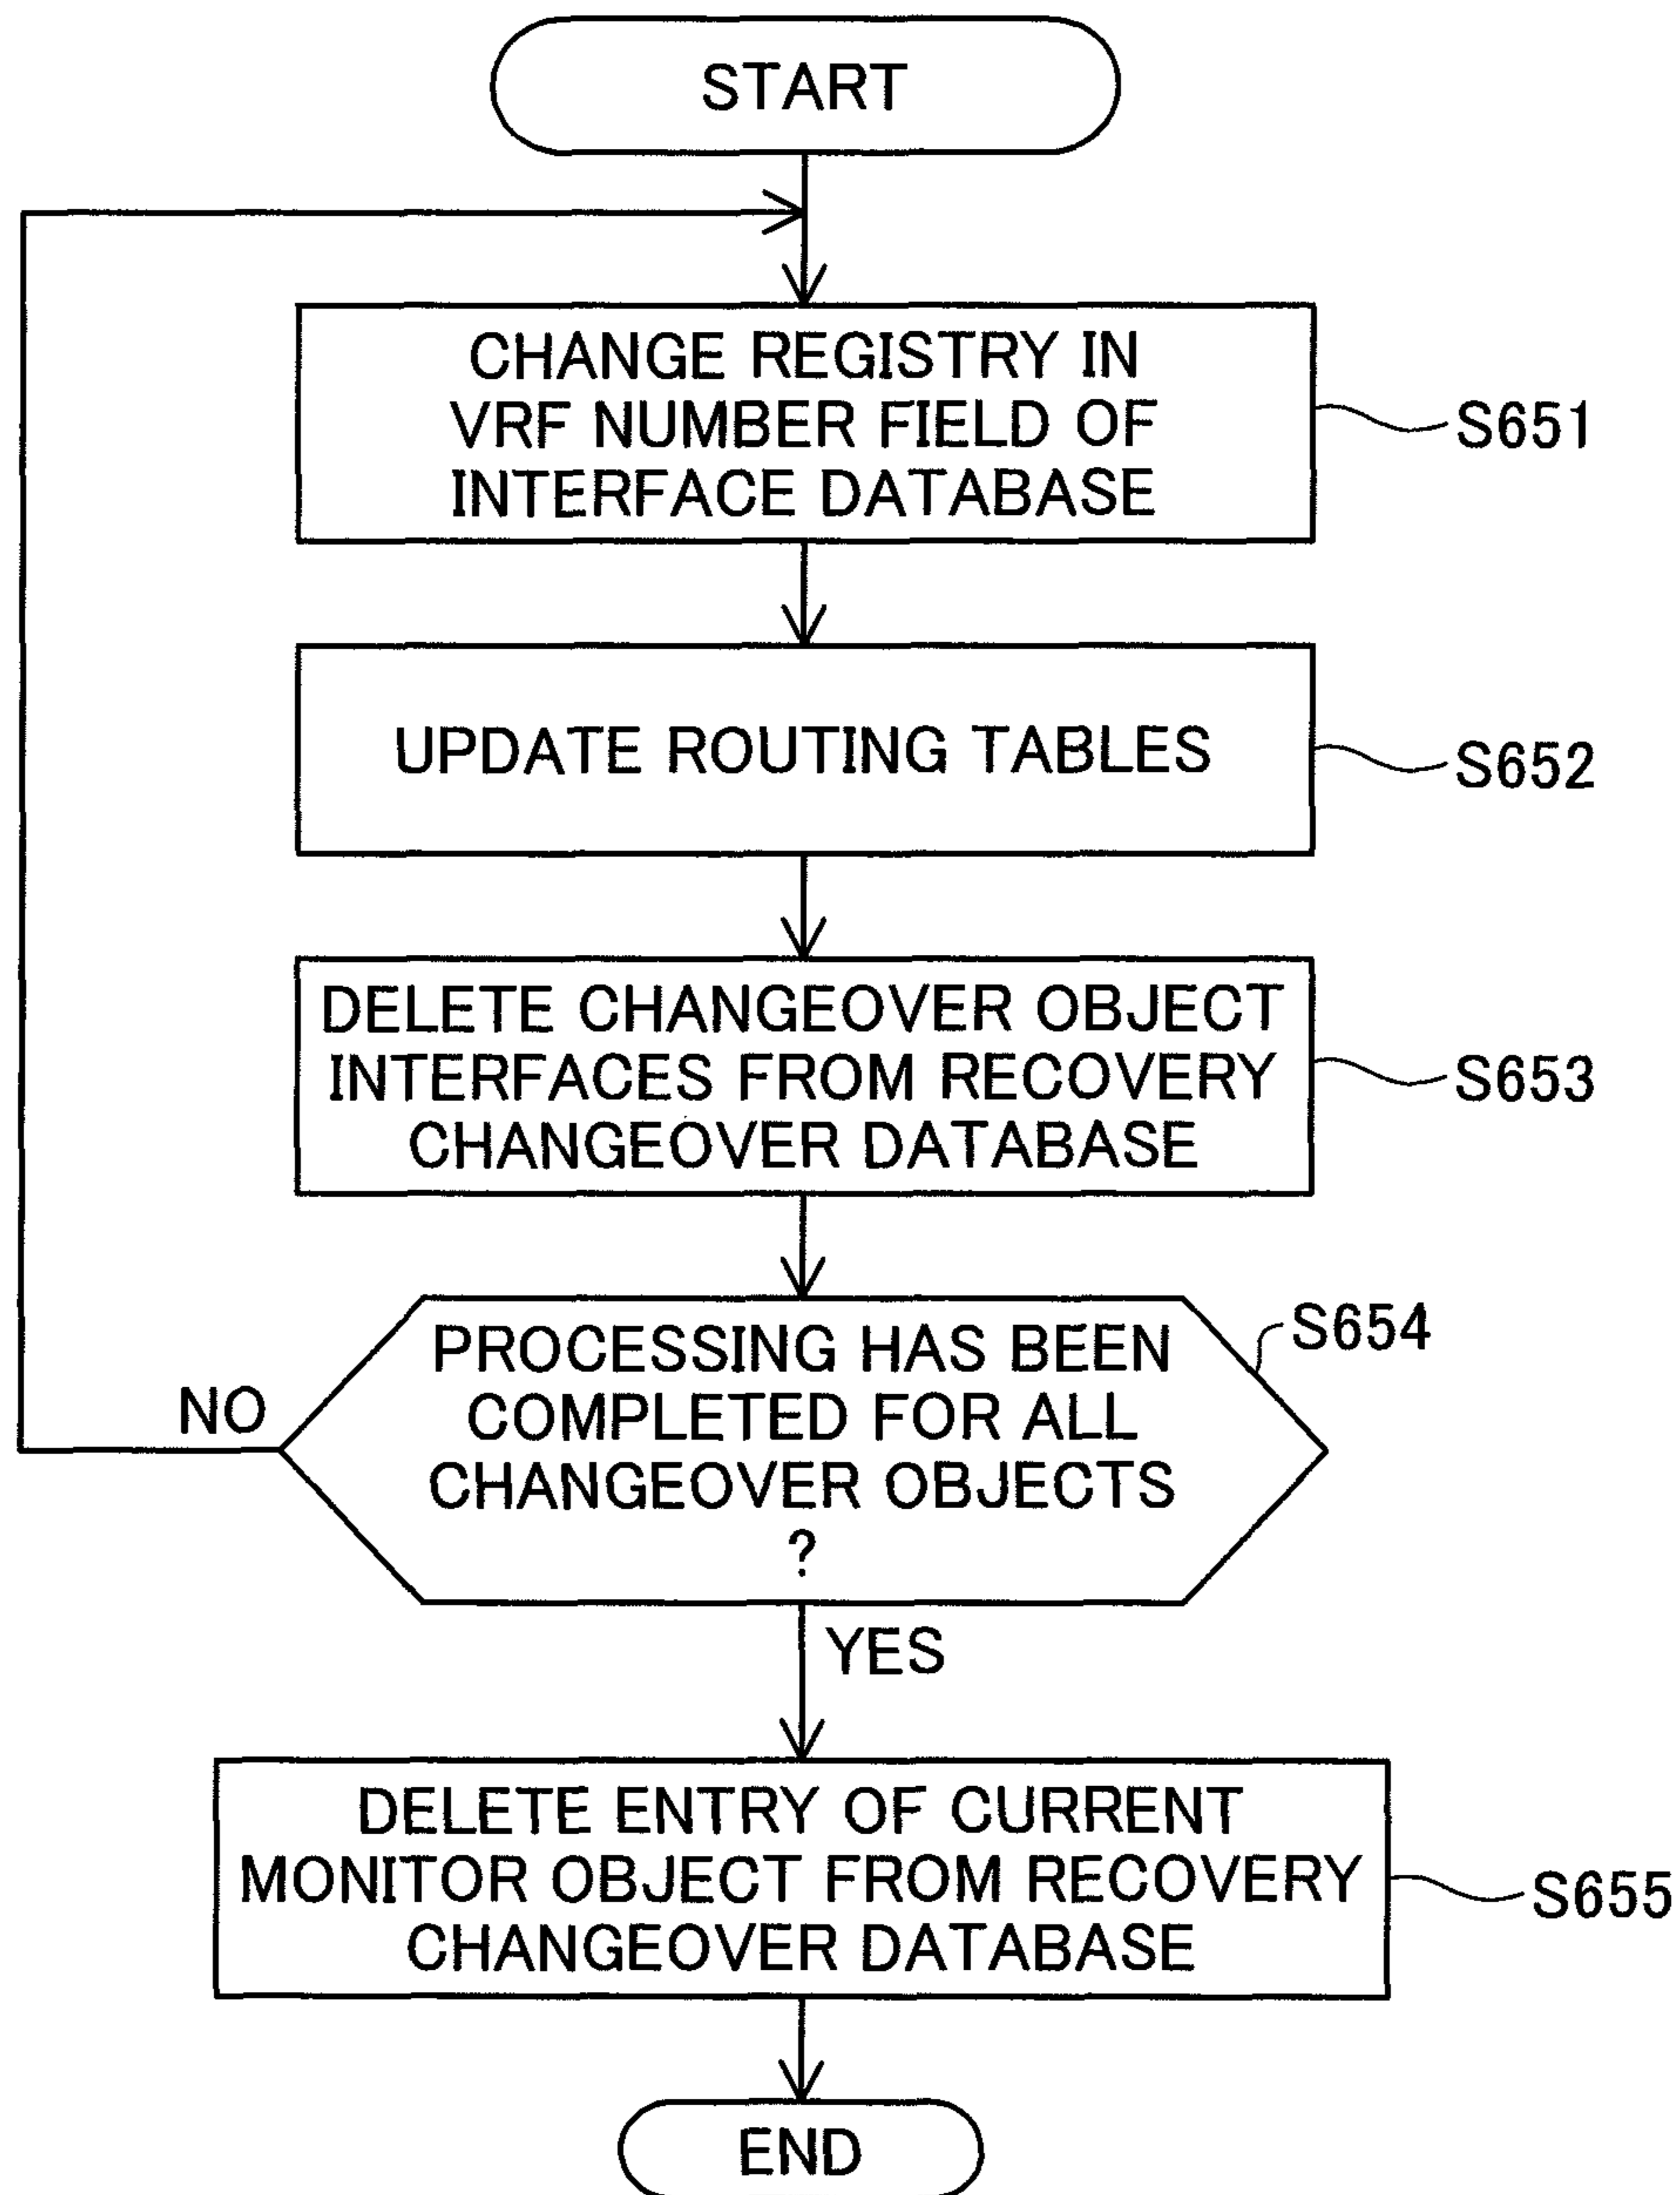 START
CHANGE REGISTRY IN
VRF NUMBER FIELD OF
INTERFACE DATABASE
S651
UPDATE ROUTING TABLES
S652
DELETE CHANGEOVER OBJECT
INTERFACES FROM RECOVERY
CHANGEOVER DATABASE
S653
PROCESSING HAS BEEN
COMPLETED FOR ALL
CHANGEOVER OBJECTS
?
S654
NO
YES
DELETE ENTRY OF CURRENT
MONITOR OBJECT FROM RECOVERY
CHANGEOVER DATABASE
S655
END